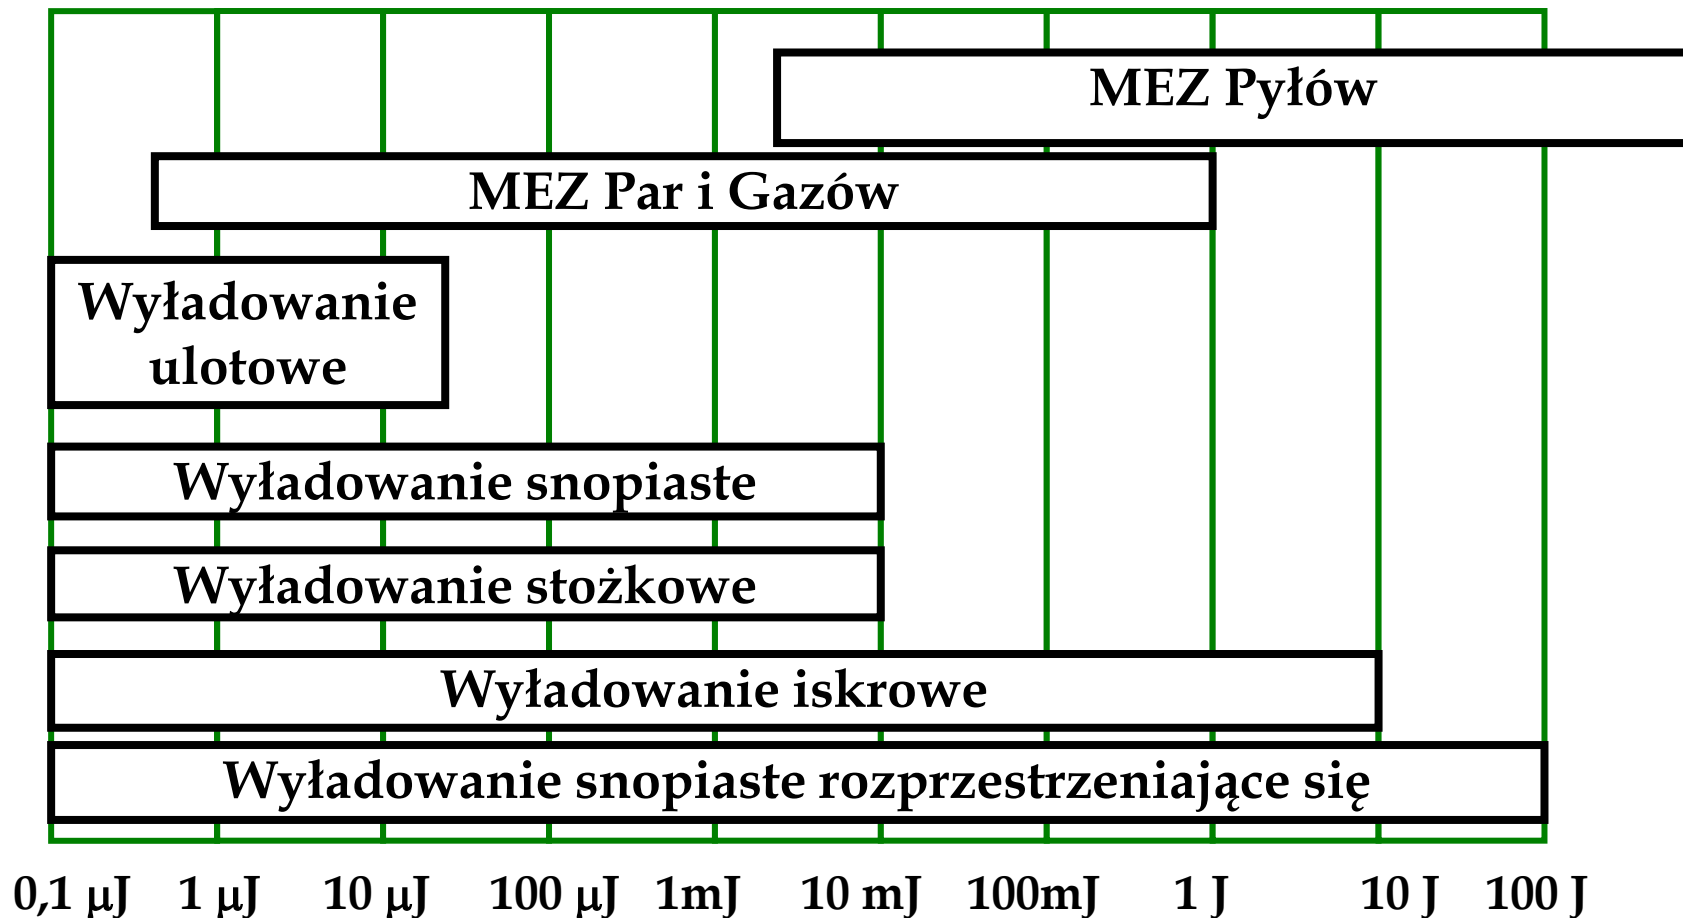 MEZ Pyłów
MEZ Par i Gazów
Wyładowanie
ulotowe
Wyładowanie snopiaste
Wyładowanie stożkowe
Wyładowanie iskrowe
Wyładowanie snopiaste rozprzestrzeniające się
0,1 μJ 1 μJ 10 μJ 100 μJ 1mJ 10 mJ 100mJ 1 J 10 J 100 J